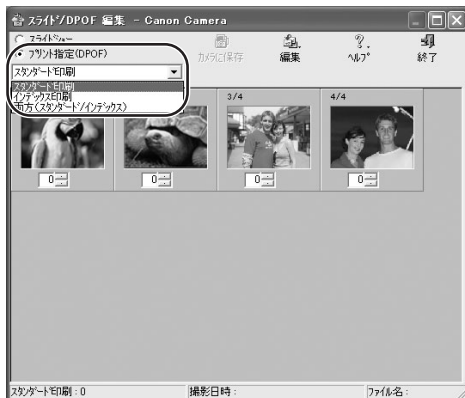 スライド/DPOF 編集 - Canon Camera
スライドショー
プリント指定(DPOF)
カメラに保存
編集
ヘルプ
終了
スタンダード印刷
スタンダード印刷
インデックス印刷
両方(スタンダード/インデックス)
3/4
4/4
0
0
0
0
スタンダード印刷 : 0
撮影日時 :
ファイル名 :